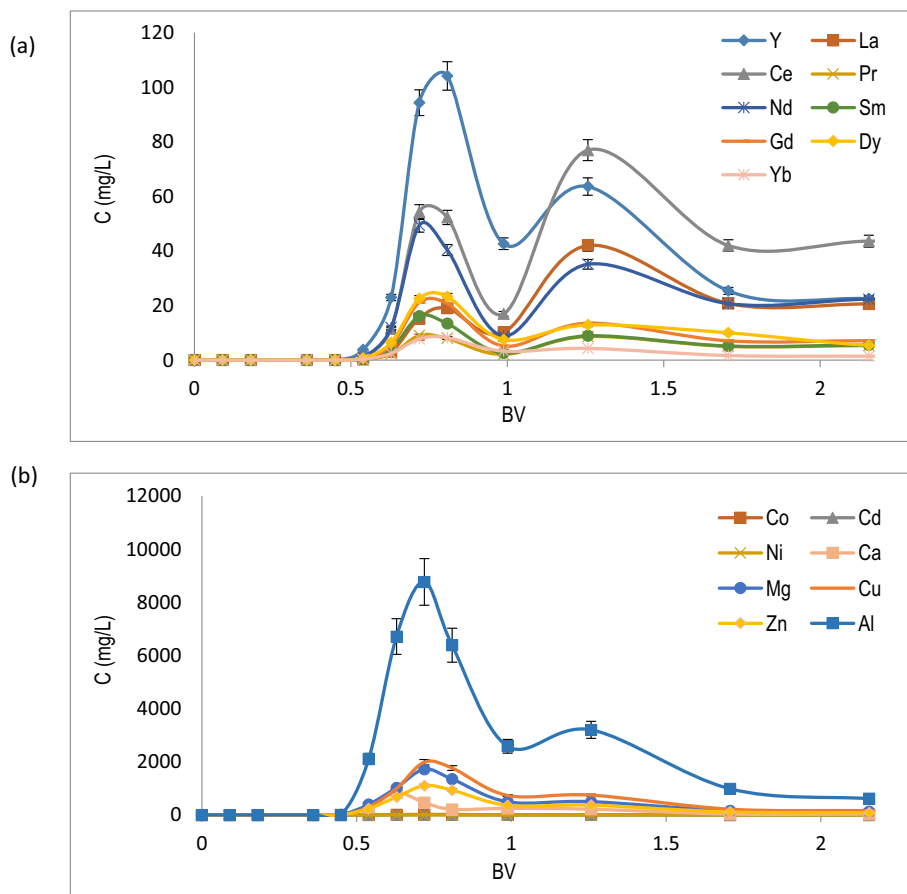 (a)
120
100
80
60
40
20
0
C (mg/L)
0 0.5 1 1.5 2
BV
Y La
Ce Pr
Nd Sm
Gd Dy
Yb
(b)
12000
10000
8000
6000
4000
2000
0
C (mg/L)
0 0.5 1 1.5 2
BV
Co Cd
Ni Ca
Mg Cu
Zn Al